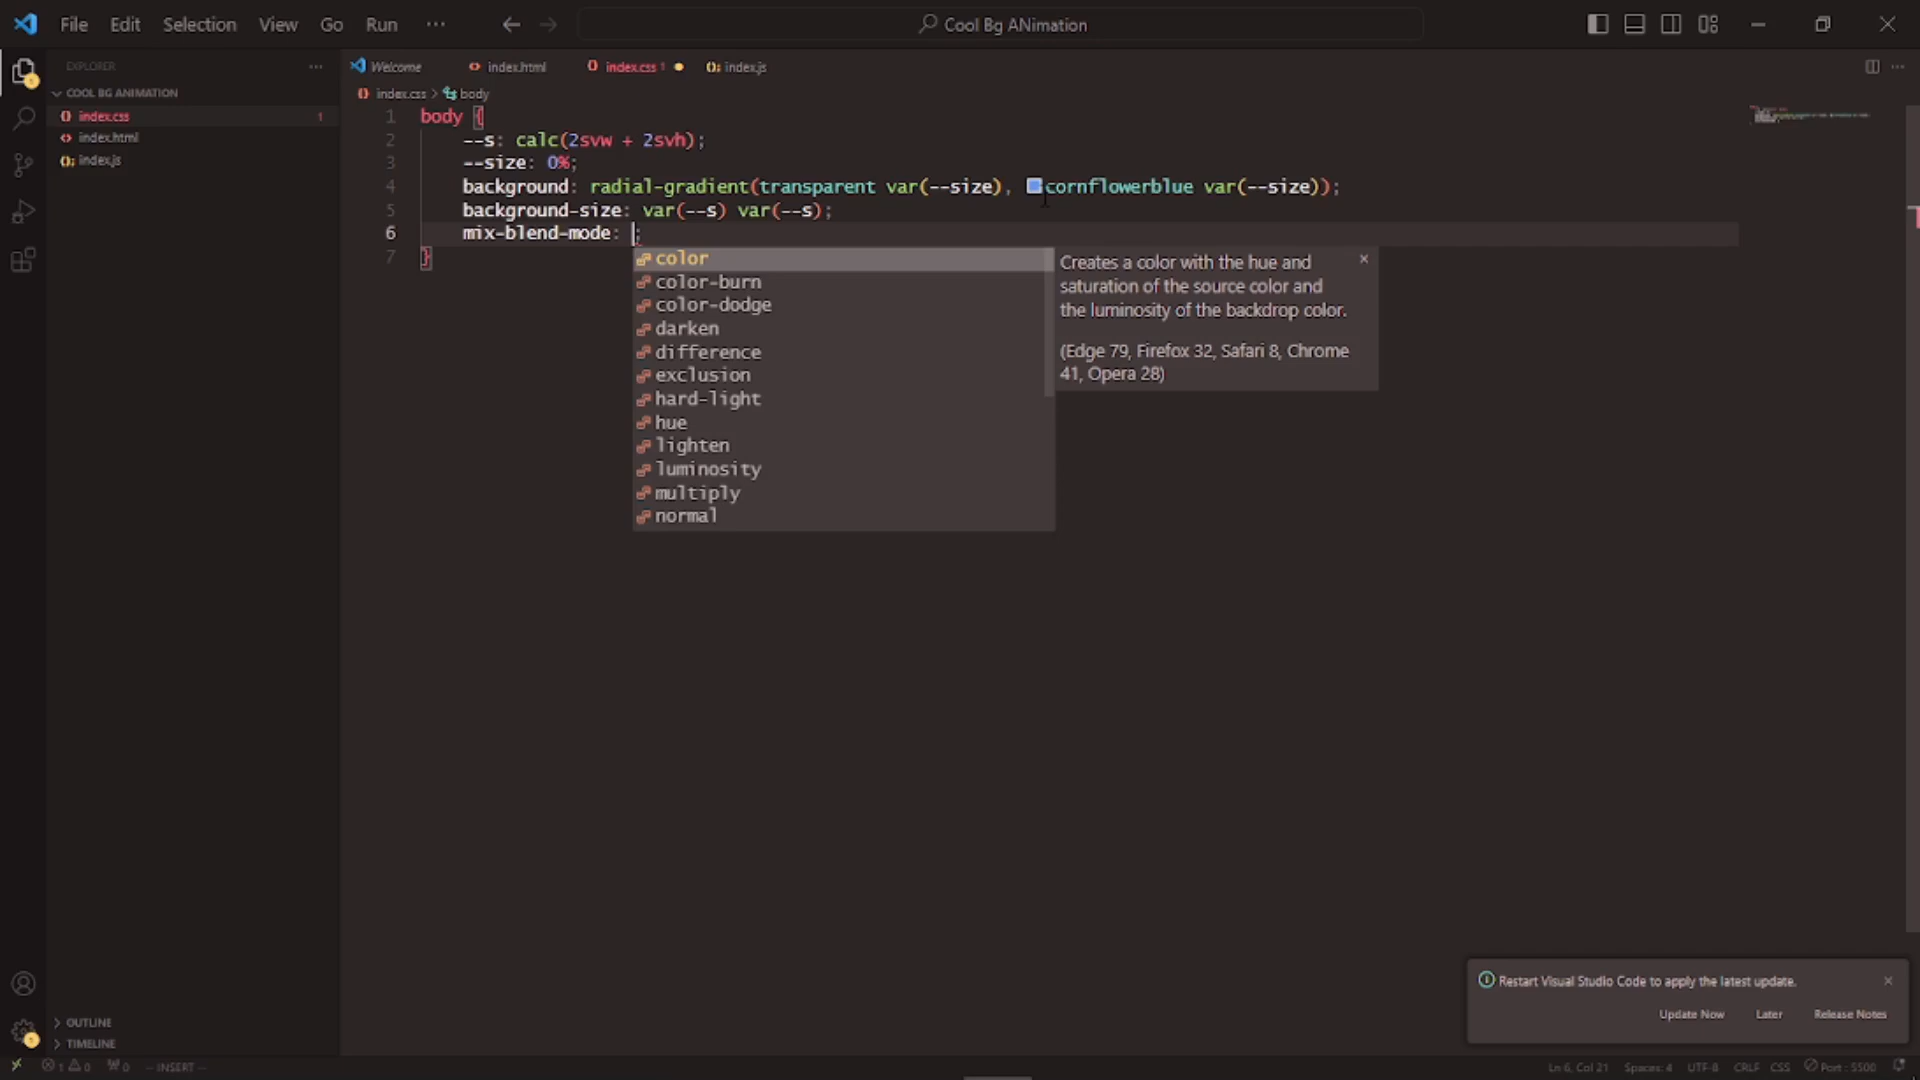 File Edit Selection View Go Run ··· Cool Bg ANimation
EXPLORER ···
COOL BG ANIMATION
index.css 1
index.html
index.js
OUTLINE
TIMELINE
Welcome index.html index.css 1 index.js
index.css > body
1 body {
2 --s: calc(2svw + 2svh);
3 --size: 0%;
4 background: radial-gradient(transparent var(--size), cornflowerblue var(--size));
5 background-size: var(--s) var(--s);
6 mix-blend-mode: ;
7 }
color
color-burn
color-dodge
darken
difference
exclusion
hard-light
hue
lighten
luminosity
multiply
normal
Creates a color with the hue and
saturation of the source color and
the luminosity of the backdrop color.
(Edge 79, Firefox 32, Safari 8, Chrome
41, Opera 28)
Restart Visual Studio Code to apply the latest update.
Update Now Later Release Notes
1 0 0 -- INSERT -- Ln 6, Col 21 Spaces: 4 UTF-8 CRLF CSS Port : 5500